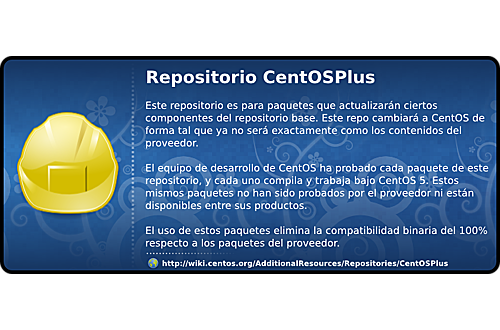 Repositorio CentOSPlus
Este repositorio es para paquetes que actualizarán ciertos
componentes del repositorio base. Este repo cambiará a CentOS de
forma tal que ya no será exactamente como los contenidos del
proveedor.
El equipo de desarrollo de CentOS ha probado cada paquete de este
repositorio, y cada uno compila y trabaja bajo CentOS 5. Estos
mismos paquetes no han sido probados por el proveedor ni están
disponibles entre sus productos.
El uso de estos paquetes elimina la compatibilidad binaria del 100%
respecto a los paquetes del proveedor.
http://wiki.centos.org/AdditionalResources/Repositories/CentOSPlus